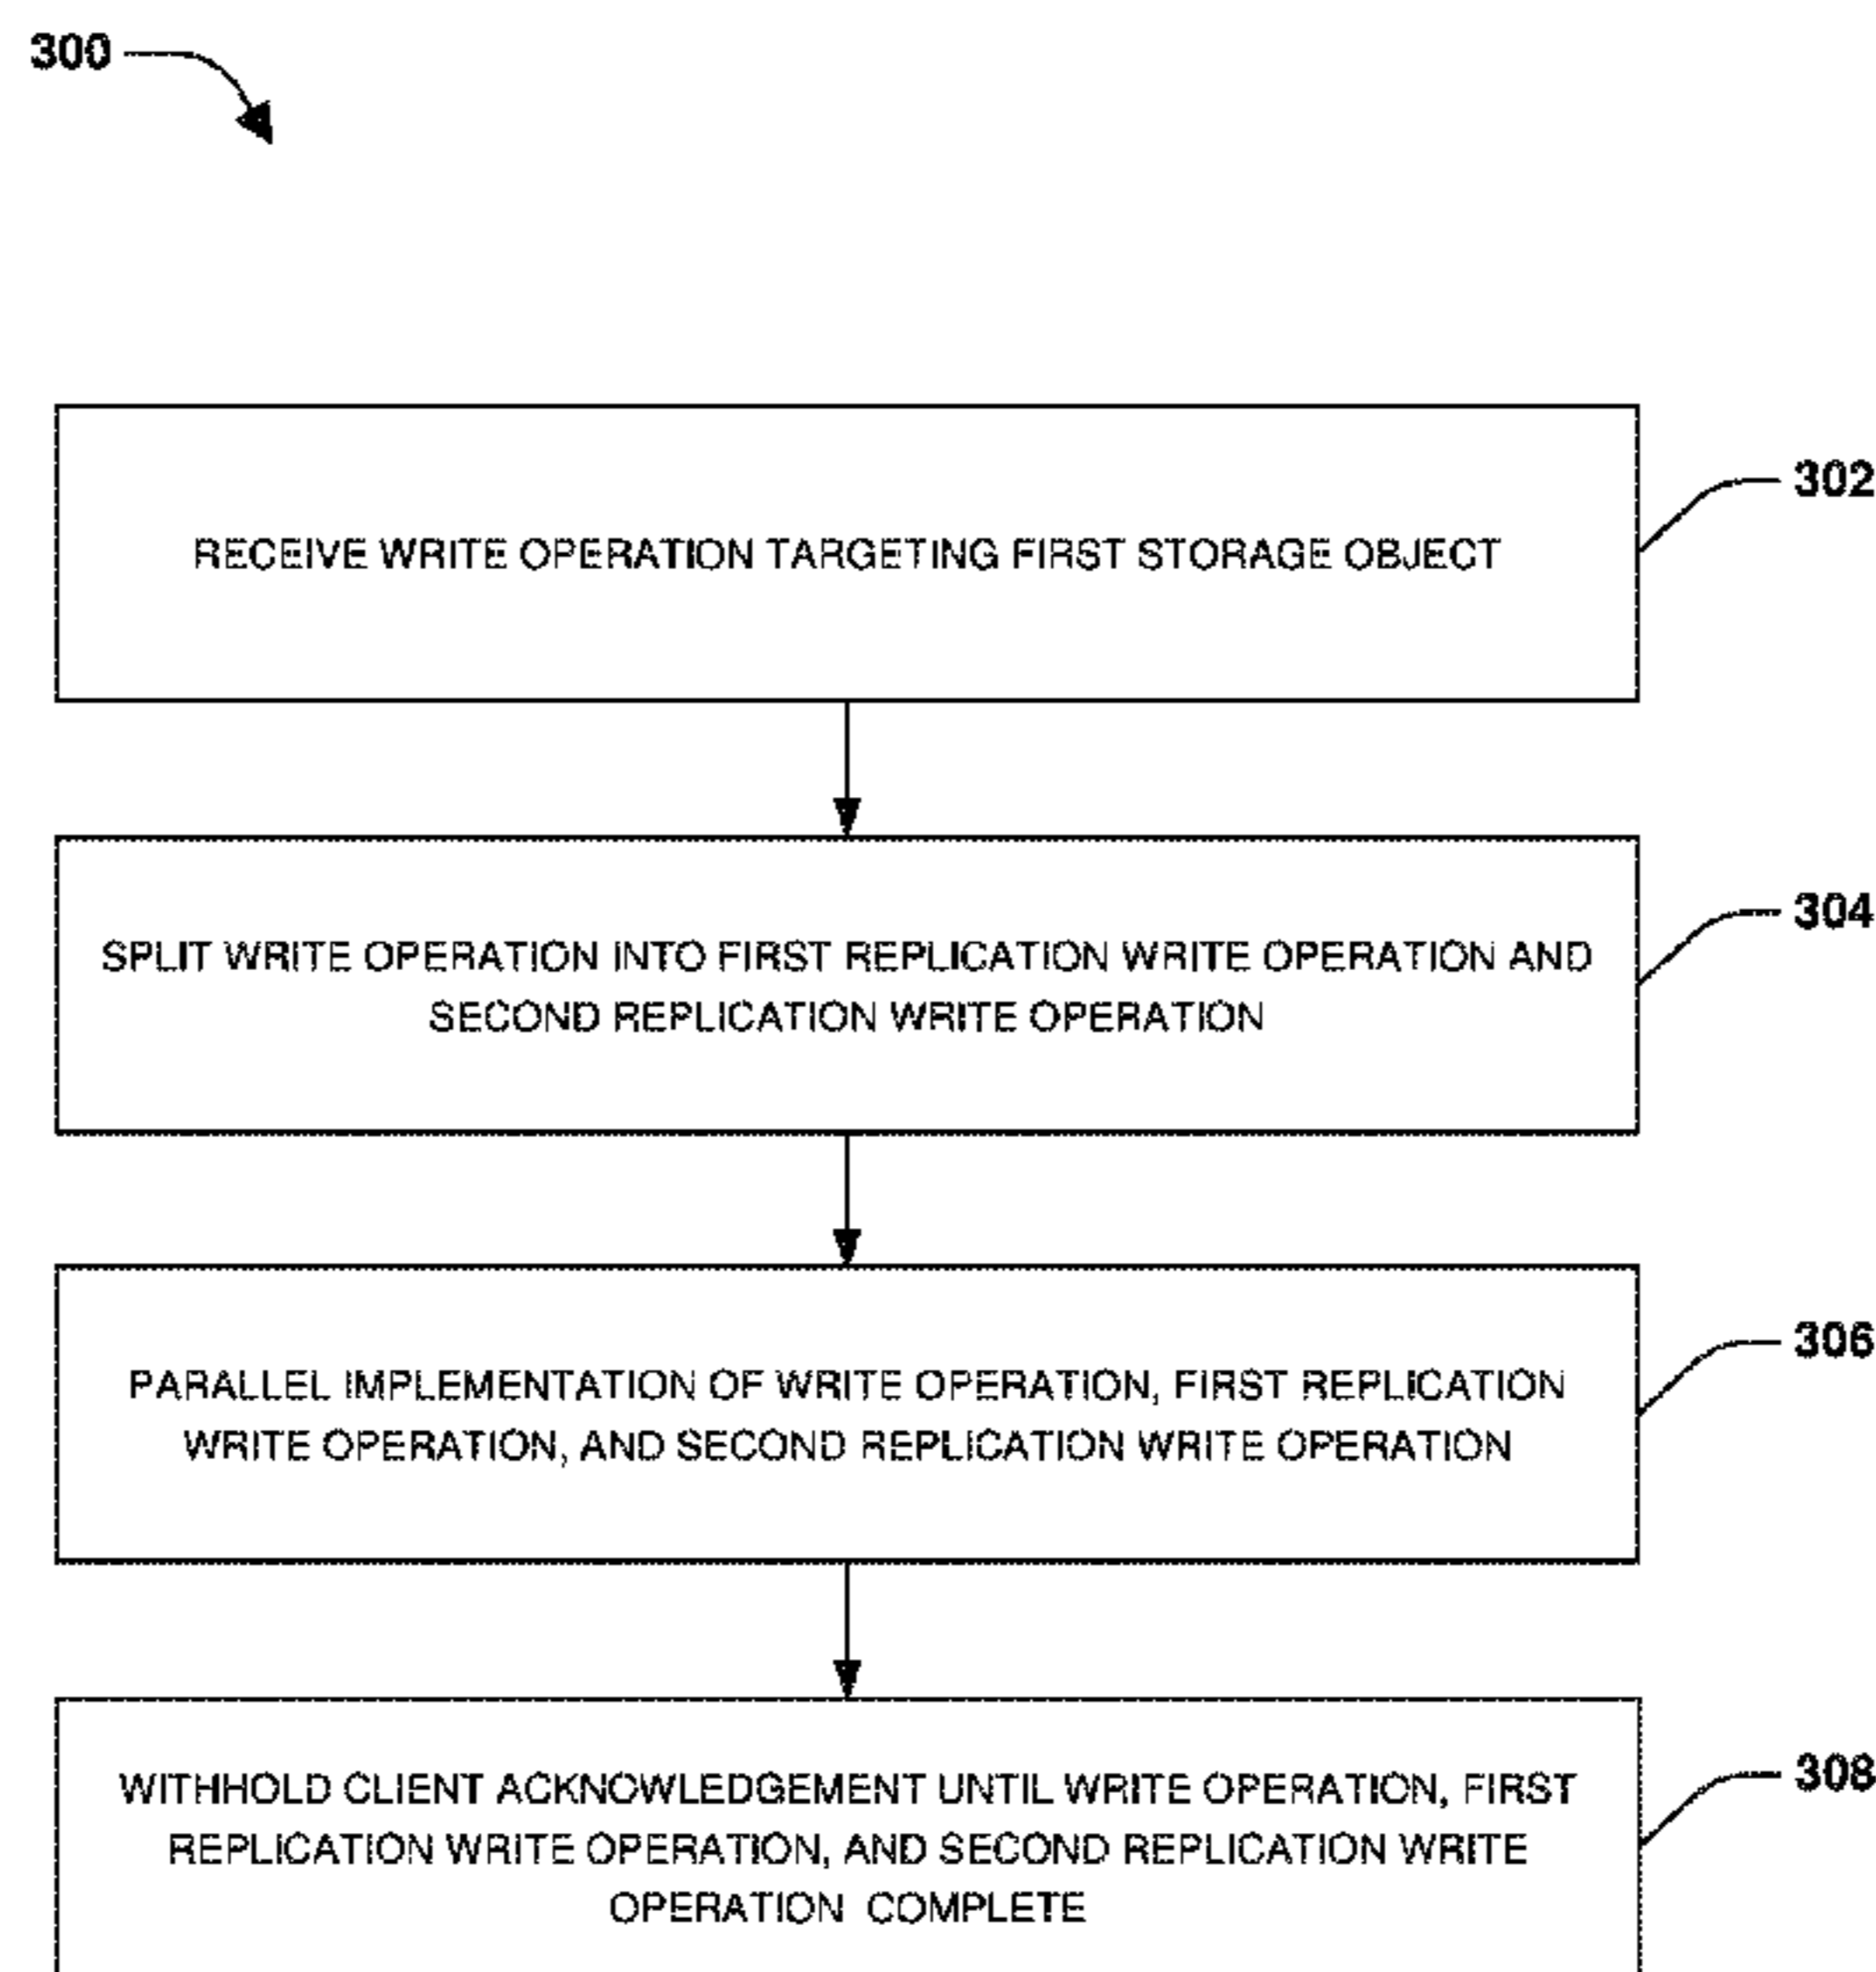 300
RECEIVE WRITE OPERATION TARGETING FIRST STORAGE OBJECT
302
SPLIT WRITE OPERATION INTO FIRST REPLICATION WRITE OPERATION AND
SECOND REPLICATION WRITE OPERATION
304
PARALLEL IMPLEMENTATION OF WRITE OPERATION, FIRST REPLICATION
WRITE OPERATION, AND SECOND REPLICATION WRITE OPERATION
306
WITHHOLD CLIENT ACKNOWLEDGEMENT UNTIL WRITE OPERATION, FIRST
REPLICATION WRITE OPERATION, AND SECOND REPLICATION WRITE
OPERATION COMPLETE
308